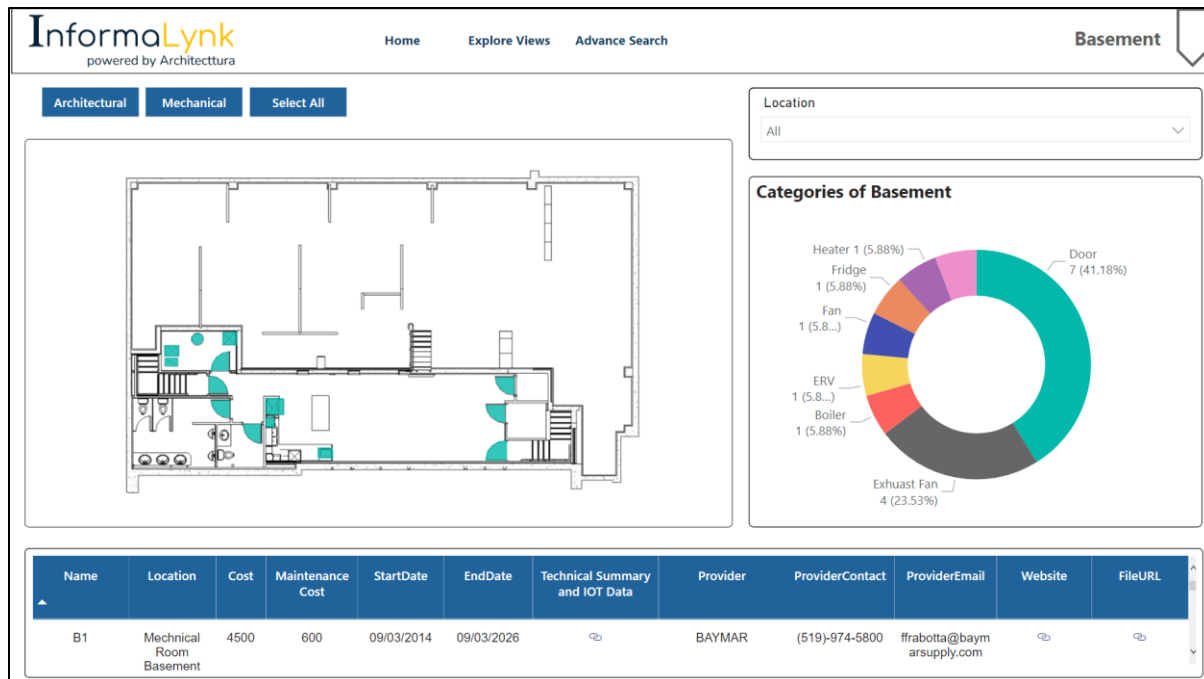 InformaLynk
powered by Architecttura
Home
Explore Views
Advance Search
Basement
Architectural
Mechanical
Select All
Location
All
Categories of Basement
Heater 1 (5.88%)
Fridge
1 (5.88%)
Fan
1 (5.8...)
ERV
1 (5.8...)
Boiler
1 (5.88%)
Exhuast Fan
4 (23.53%)
Door
7 (41.18%)
Name
Location
Cost
Maintenance
Cost
StartDate
EndDate
Technical Summary
and IOT Data
Provider
ProviderContact
ProviderEmail
Website
FileURL
B1
Mechnical
Room
Basement
4500
600
09/03/2014
09/03/2026
BAYMAR
(519)-974-5800
ffrabotta@baym
arsupply.com